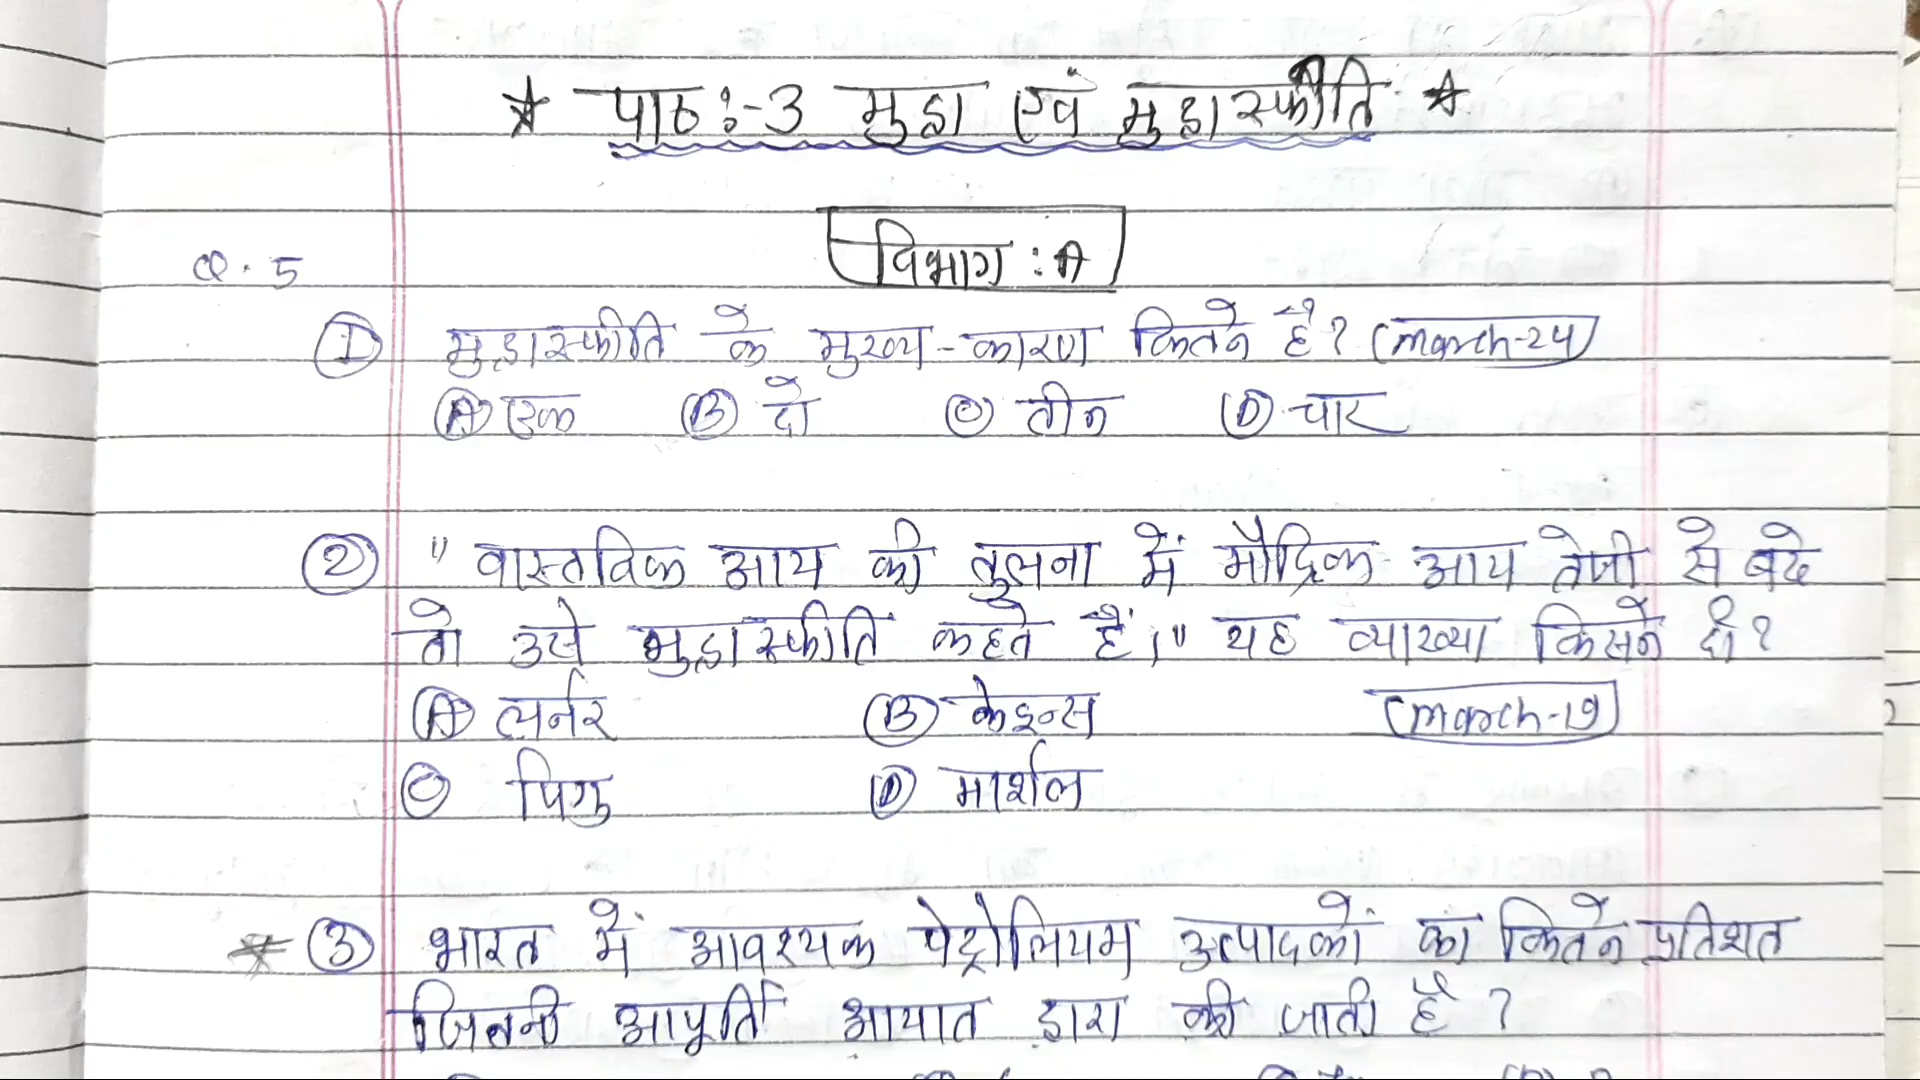 ★ पाठ :- 3 मुद्रा एवं मुद्रास्फीति ★
विभाग : A
Q. 5
① मुद्रास्फीति के मुख्य - कारण कितने है? (March-24)
Ⓐ एक Ⓑ दो Ⓒ तीन Ⓓ चार
② " वास्तविक आय की तुलना में मौद्रिक आय तेजी से बढे
तो उसे मुद्रास्फीति कहते हैं।" यह व्याख्या किसने दी?
Ⓐ लर्नर Ⓑ केइन्स (March-19)
Ⓒ पिगु Ⓓ मार्शल
* ③ भारत में आवश्यक पेट्रोलियम उत्पादकों का कितने प्रतिशत
जितनी आपूर्ति आयात द्वारा की जाती है ?